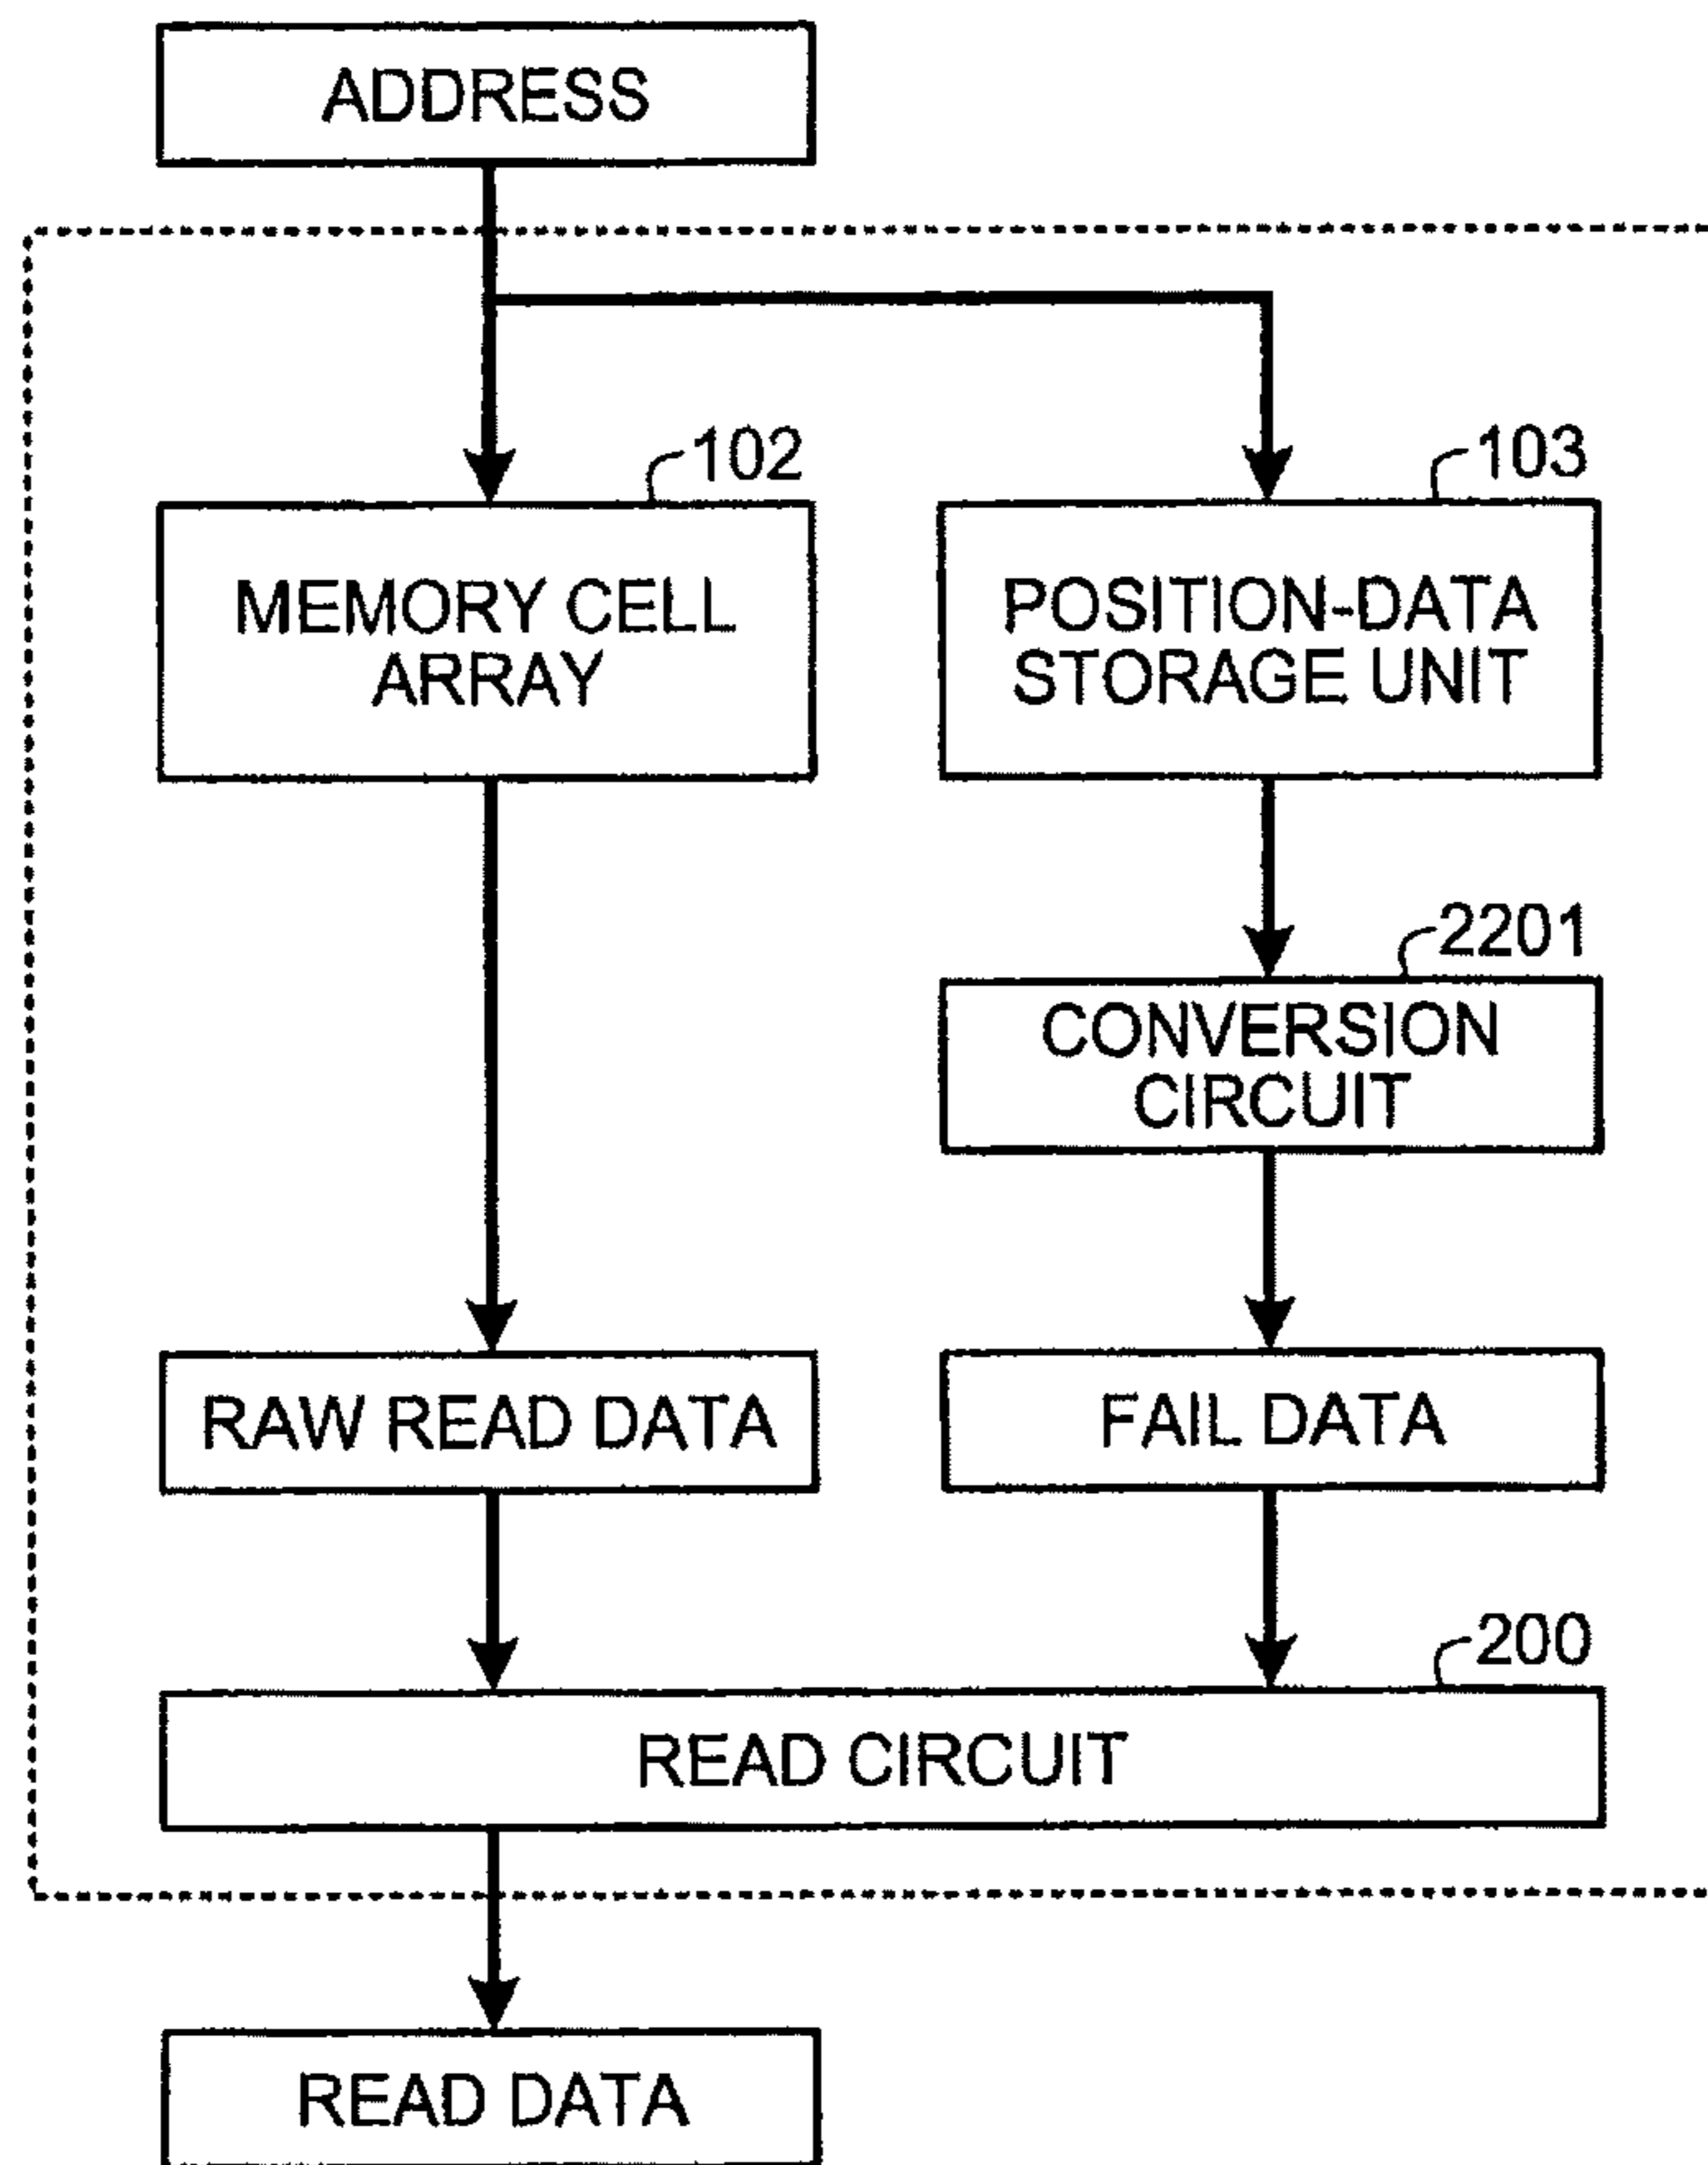 ADDRESS
102
103
MEMORY CELL
ARRAY
POSITION-DATA
STORAGE UNIT
2201
CONVERSION
CIRCUIT
RAW READ DATA
FAIL DATA
200
READ CIRCUIT
READ DATA